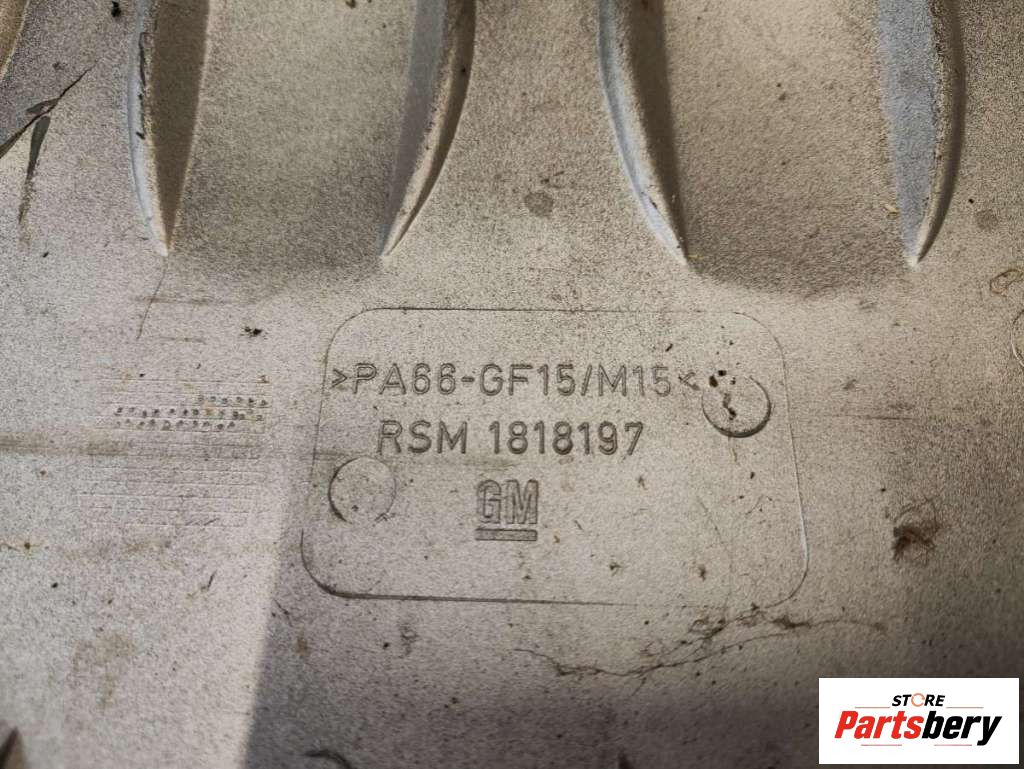 >PA66-GF15/M15<
RSM 1818197
GM
STORE
Partsbery